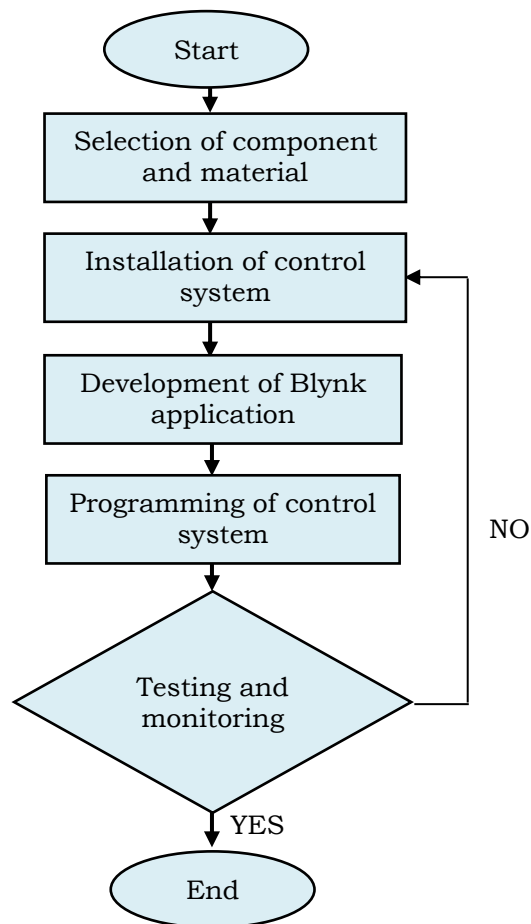 Start
Selection of component
and material
Installation of control
system
Development of Blynk
application
Programming of control
system
NO
Testing and
monitoring
YES
End